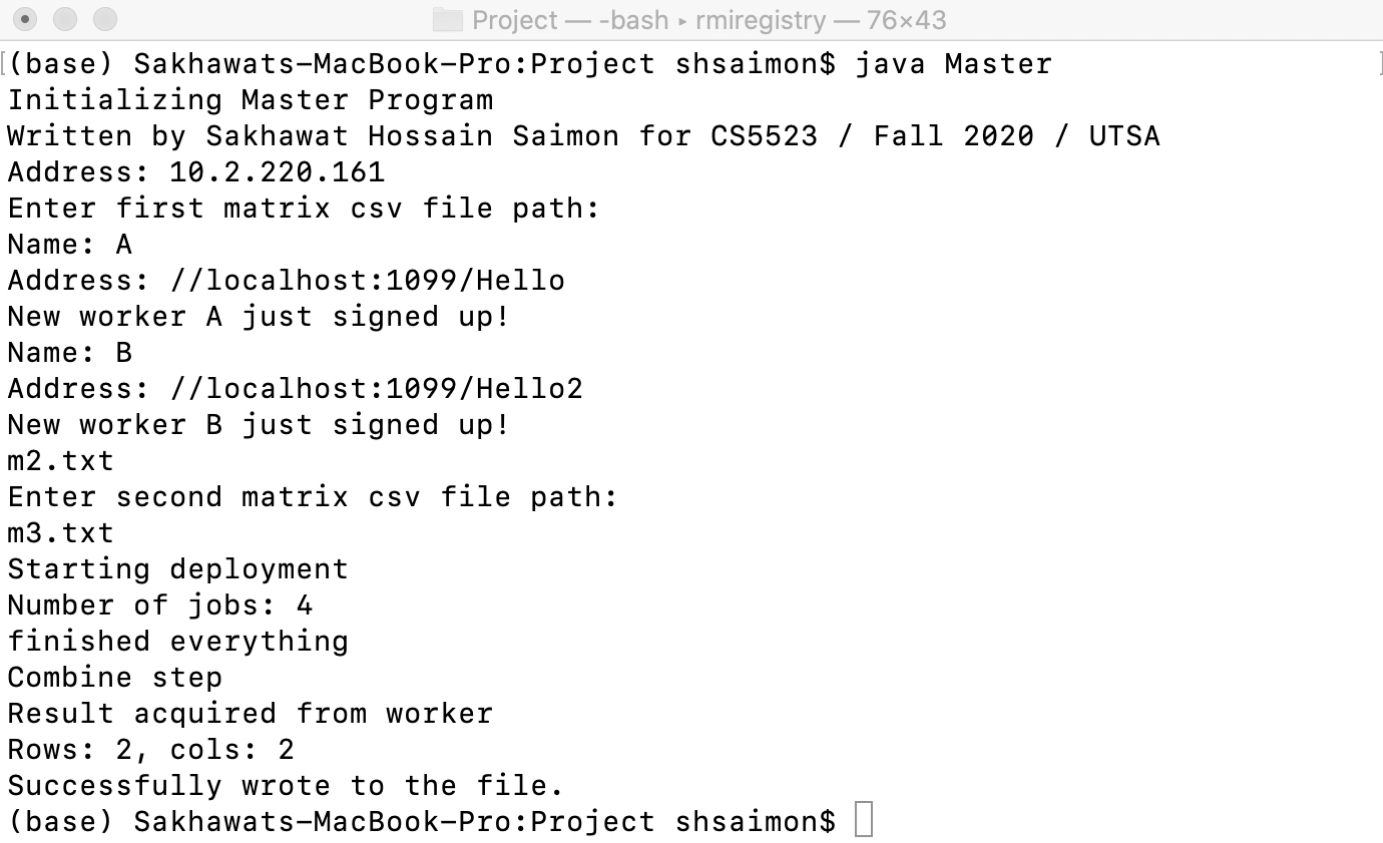 Project — -bash ▸ rmiregistry — 76×43
(base) Sakhawats-MacBook-Pro:Project shsaimon$ java Master
Initializing Master Program
Written by Sakhawat Hossain Saimon for CS5523 / Fall 2020 / UTSA
Address: 10.2.220.161
Enter first matrix csv file path:
Name: A
Address: //localhost:1099/Hello
New worker A just signed up!
Name: B
Address: //localhost:1099/Hello2
New worker B just signed up!
m2.txt
Enter second matrix csv file path:
m3.txt
Starting deployment
Number of jobs: 4
finished everything
Combine step
Result acquired from worker
Rows: 2, cols: 2
Successfully wrote to the file.
(base) Sakhawats-MacBook-Pro:Project shsaimon$